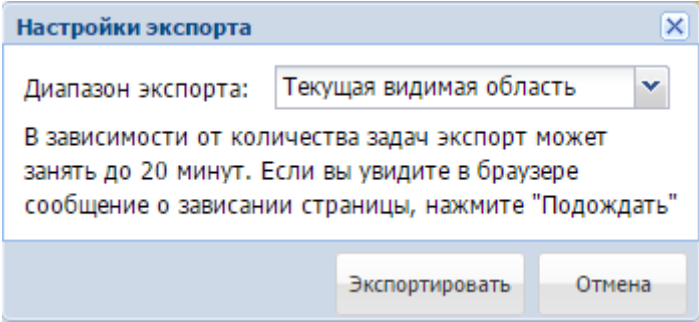 Настройки экспорта
Диапазон экспорта: Текущая видимая область
В зависимости от количества задач экспорт может
занять до 20 минут. Если вы увидите в браузере
сообщение о зависании страницы, нажмите "Подождать"
Экспортировать Отмена